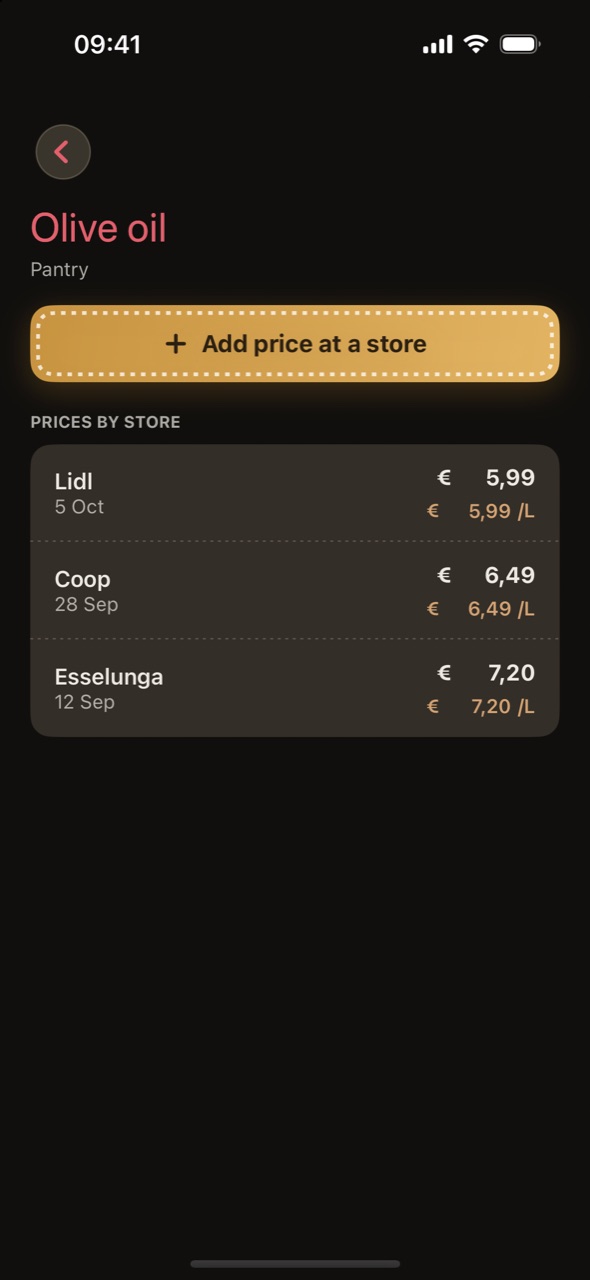 09:41
Olive oil
Pantry
+ Add price at a store
PRICES BY STORE
Lidl € 5,99
5 Oct € 5,99 /L
Coop € 6,49
28 Sep € 6,49 /L
Esselunga € 7,20
12 Sep € 7,20 /L